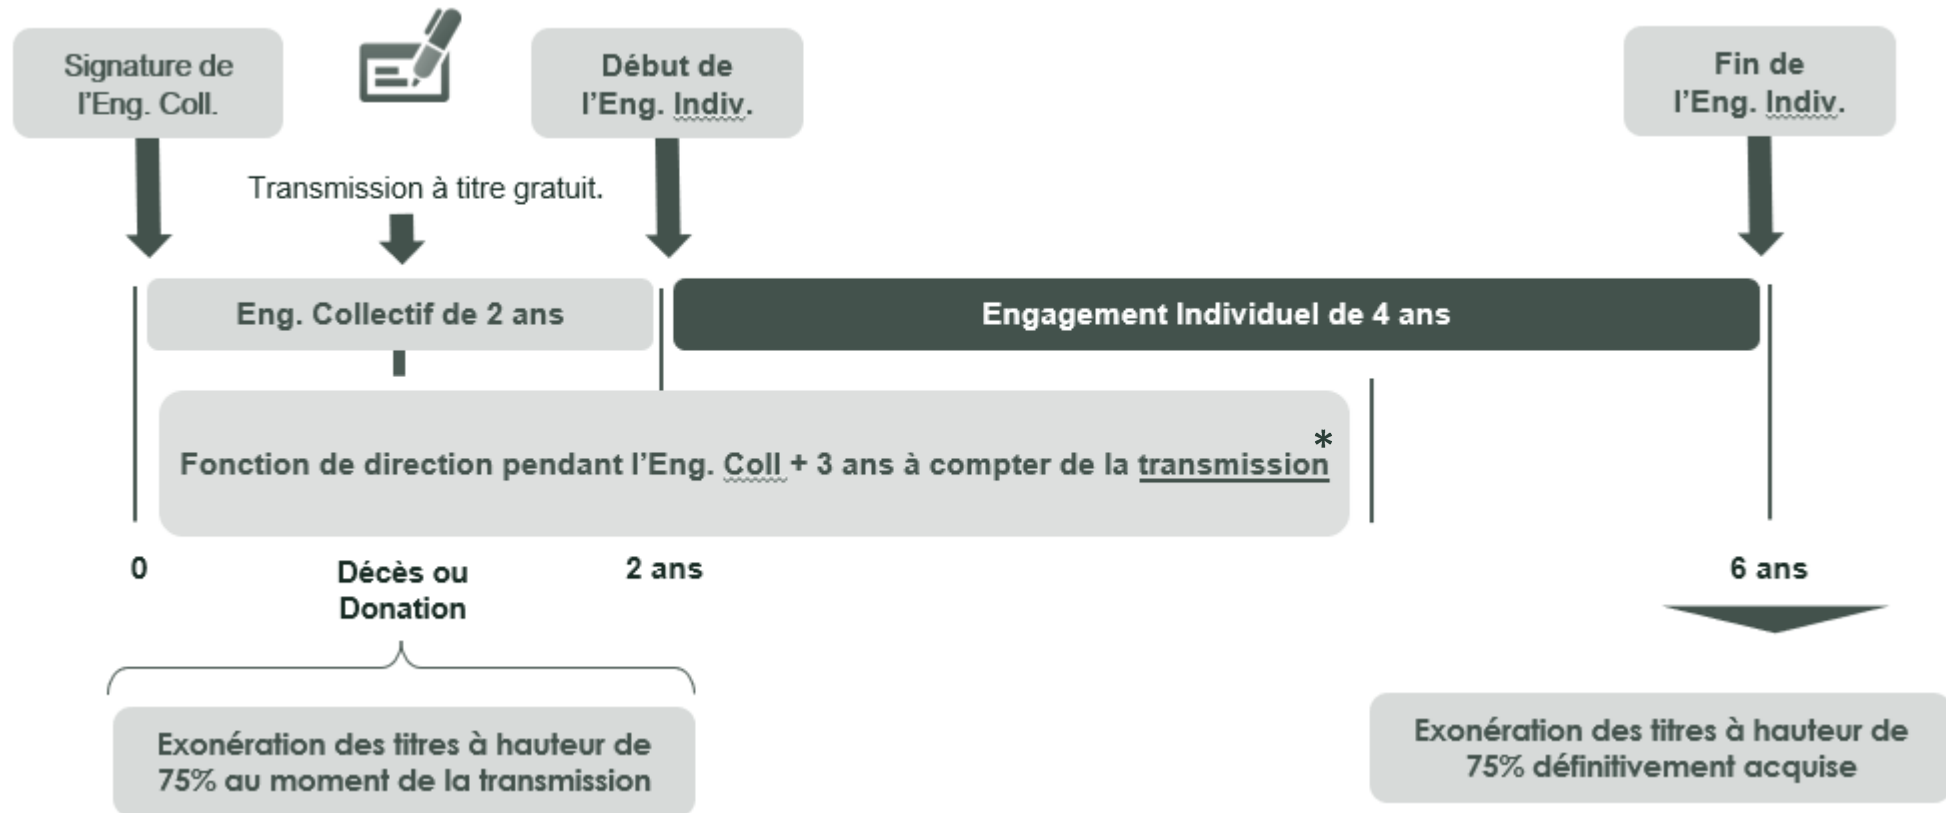 Signature de
l'Eng. Coll.
Début de
l'Eng. Indiv.
Fin de
l'Eng. Indiv.
Transmission à titre gratuit.
Eng. Collectif de 2 ans
Engagement Individuel de 4 ans
Fonction de direction pendant l'Eng. Coll + 3 ans à compter de la transmission*
0
Décès ou
Donation
2 ans
6 ans
Exonération des titres à hauteur de
75% au moment de la transmission
Exonération des titres à hauteur de
75% définitivement acquise